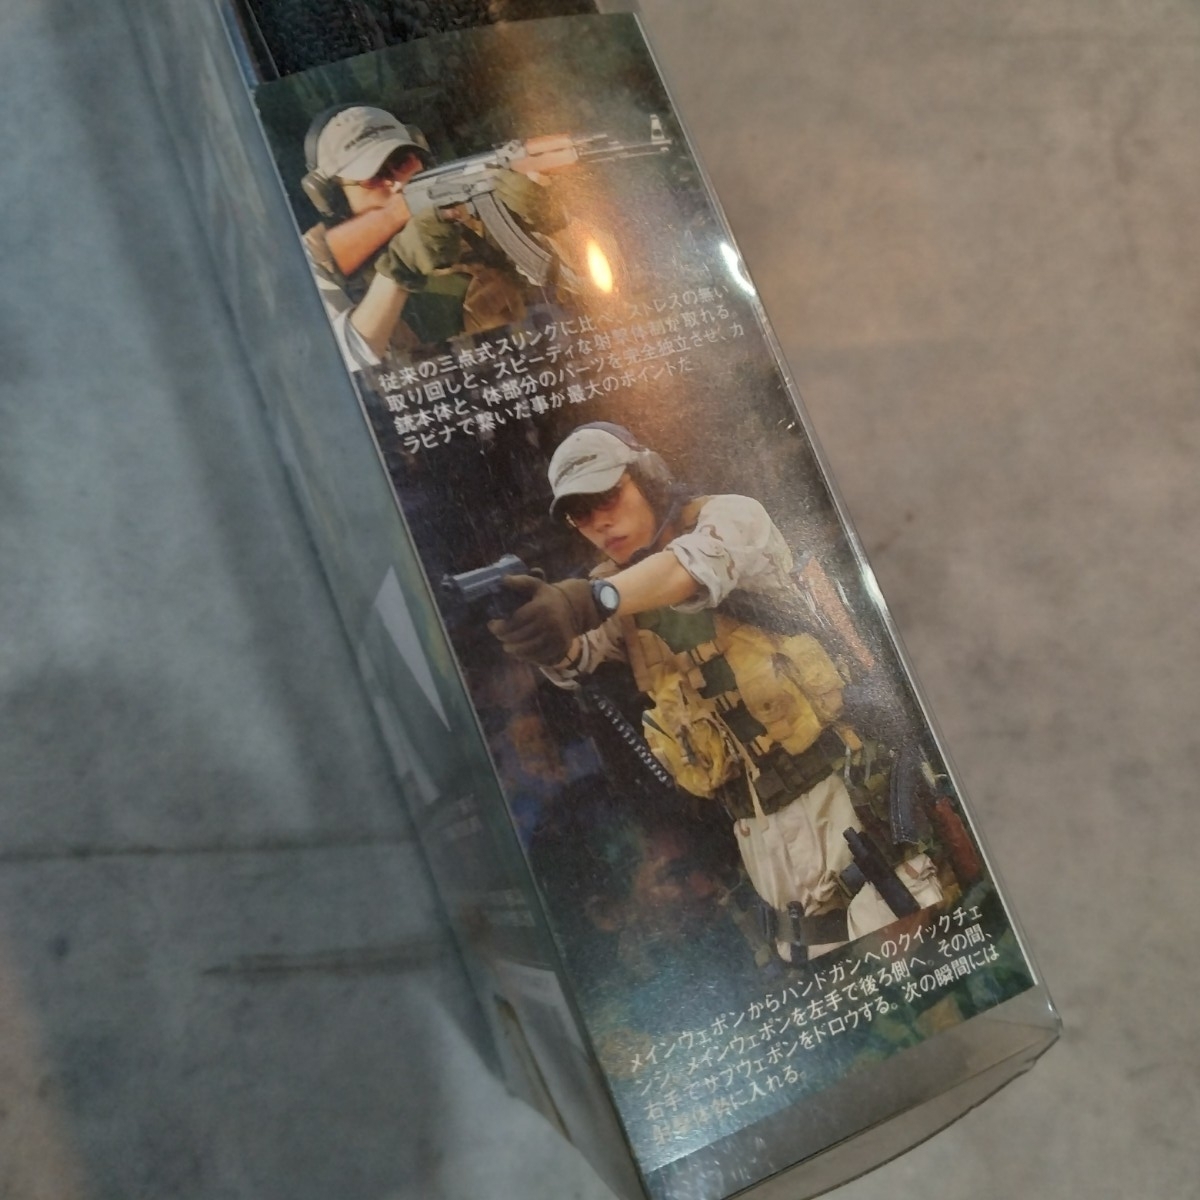 従来の三点式スリングに比べ、ストレスの無い
取り回しと、スピーディな射撃体制が取れる。
銃本体と、体部分のパーツを完全独立させ、カ
ラビナで繋いだ事が最大のポイントだ
メインウェポンからハンドガンへのクイックチェ
ンジ。メインウェポンを左手で後ろ側へ。その間、
右手でサブウェポンをドロウする。次の瞬間には
射撃体勢に入れる。